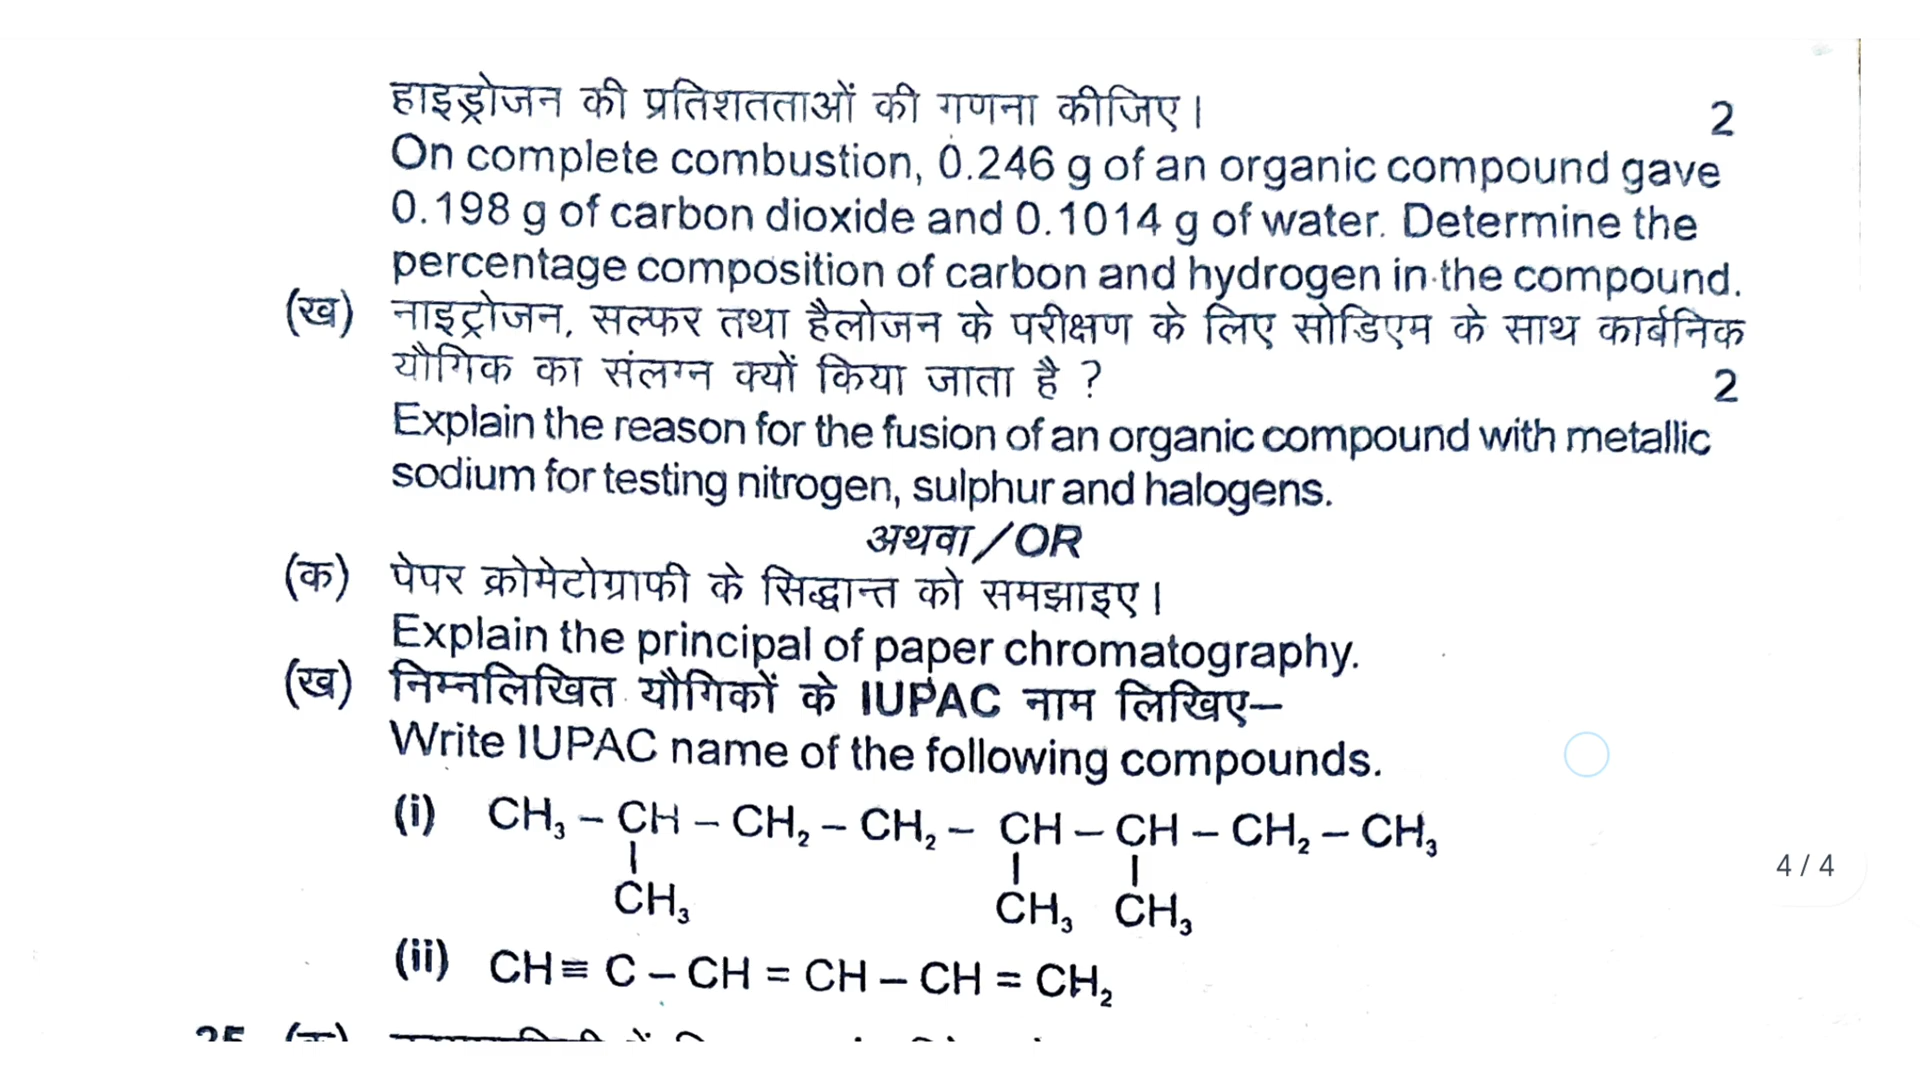 हाइड्रोजन की प्रतिशतताओं की गणना कीजिए। 2
On complete combustion, 0.246 g of an organic compound gave
0.198 g of carbon dioxide and 0.1014 g of water. Determine the
percentage composition of carbon and hydrogen in the compound.
(ख) नाइट्रोजन, सल्फर तथा हैलोजन के परीक्षण के लिए सोडिएम के साथ कार्बनिक
यौगिक का संलग्न क्यों किया जाता है ? 2
Explain the reason for the fusion of an organic compound with metallic
sodium for testing nitrogen, sulphur and halogens.
अथवा/OR
(क) पेपर क्रोमेटोग्राफी के सिद्धान्त को समझाइए।
Explain the principal of paper chromatography.
(ख) निम्नलिखित यौगिकों के IUPAC नाम लिखिए–
Write IUPAC name of the following compounds.
(i) CH₃ – CH – CH₂ – CH₂ – CH – CH – CH₂ – CH₃
CH₃ CH₃ CH₃
4 / 4
(ii) CH ≡ C – CH = CH – CH = CH₂